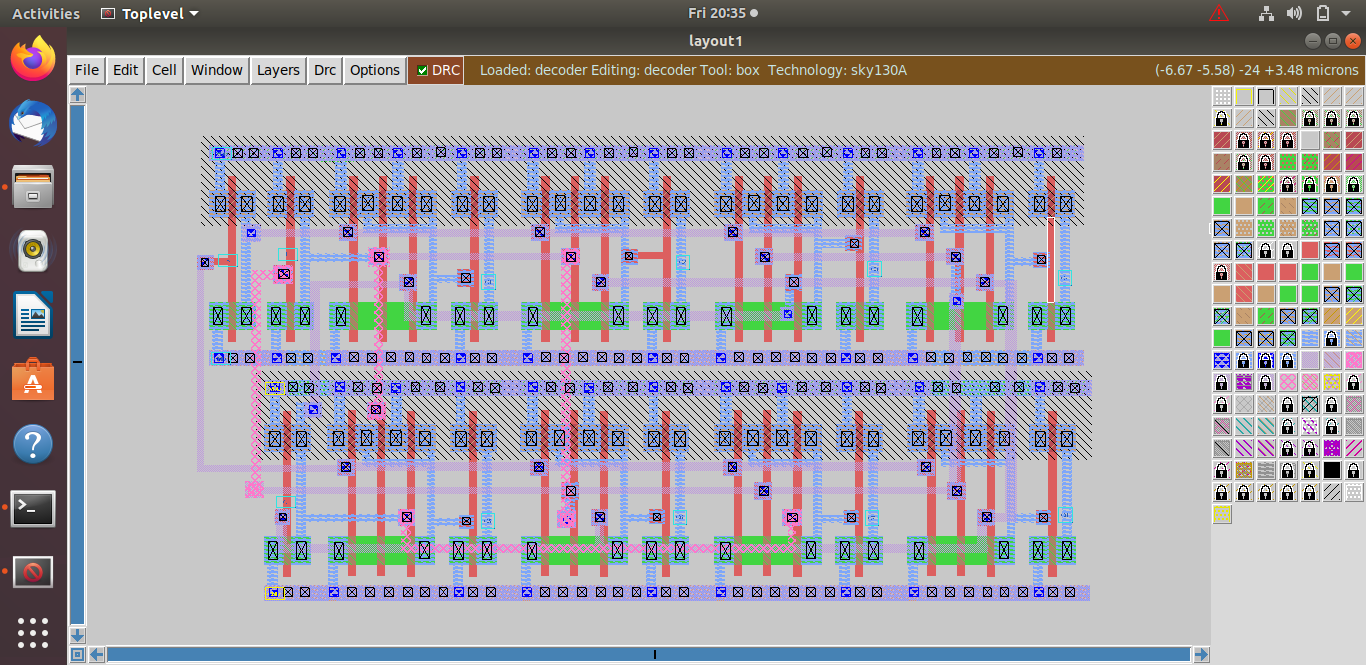 Activities
Toplevel
Fri 20:35
layout1
File Edit Cell Window Layers Drc Options DRC Loaded: decoder Editing: decoder Tool: box Technology: sky130A (-6.67 -5.58) -24 +3.48 microns